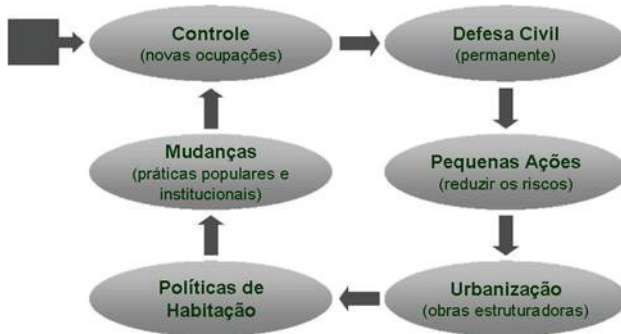 Controle
(novas ocupações)
Defesa Civil
(permanente)
Mudanças
(práticas populares e
institucionais)
Pequenas Ações
(reduzir os riscos)
Políticas de
Habitação
Urbanização
(obras estruturadoras)